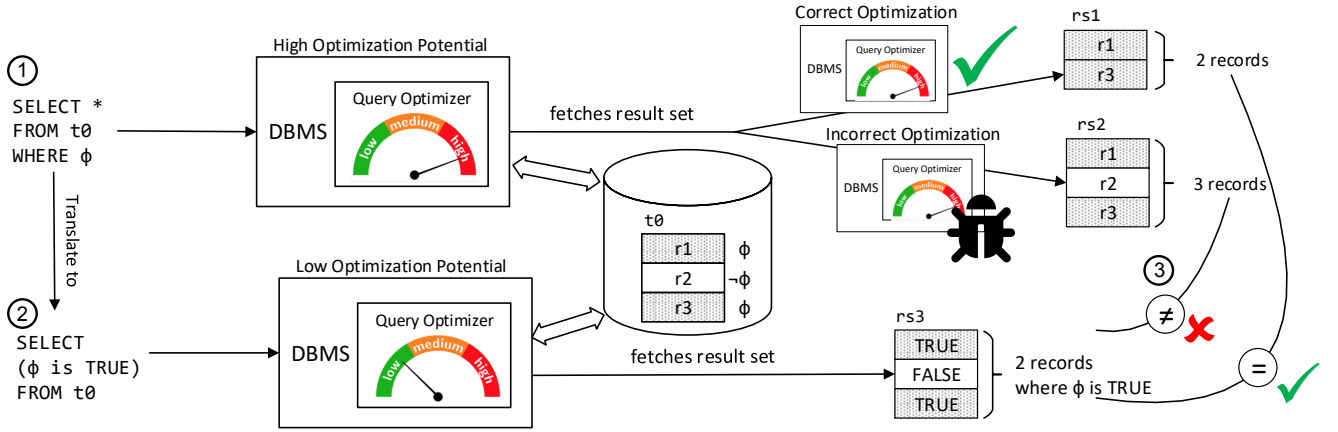 1
SELECT *
FROM t0
WHERE ϕ
Translate to
2
SELECT
(ϕ is TRUE)
FROM t0
High Optimization Potential
DBMS
Query Optimizer
low
medium
high
fetches result set
Low Optimization Potential
DBMS
Query Optimizer
low
medium
high
fetches result set
t0
r1 ϕ
r2 ¬ϕ
r3 ϕ
Correct Optimization
DBMS
Query Optimizer
low
medium
high
Incorrect Optimization
DBMS
Query Optimizer
low
medium
high
rs1
r1
r3
2 records
rs2
r1
r2
r3
3 records
rs3
TRUE
FALSE
TRUE
2 records
where ϕ is TRUE
3
≠
=